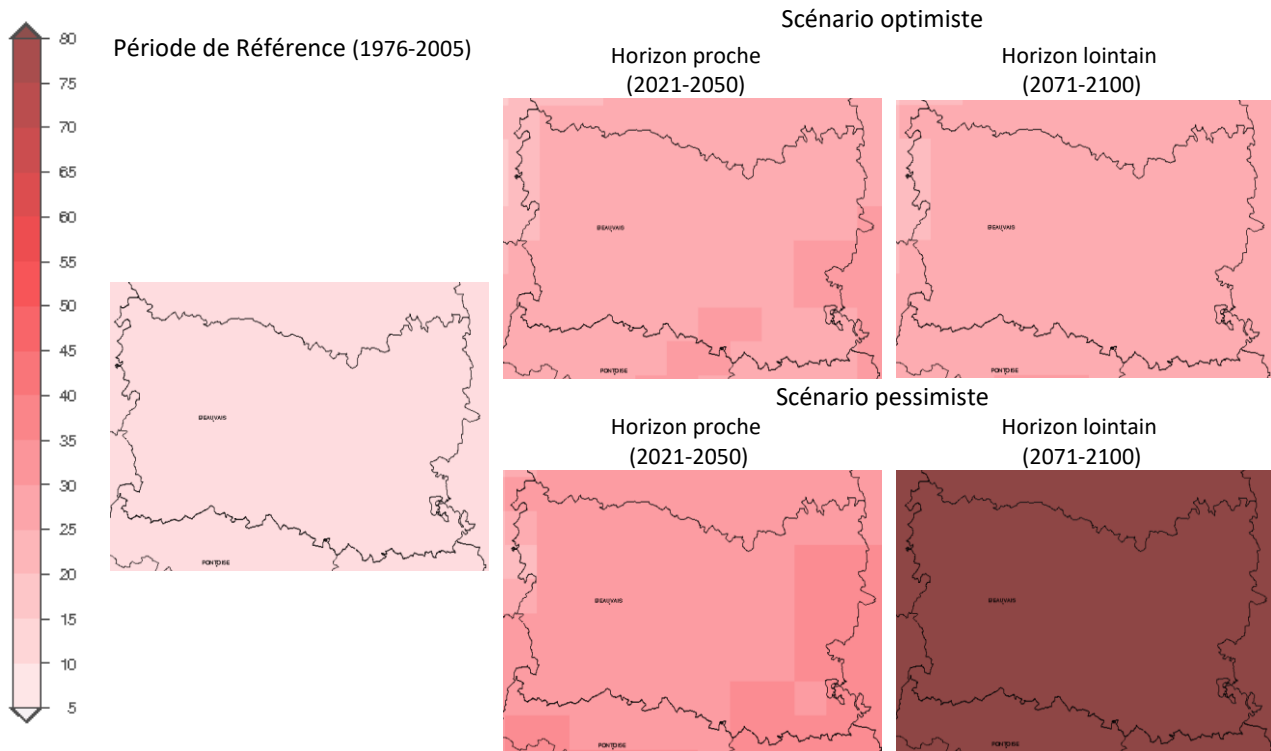 Scénario optimiste
Période de Référence (1976-2005)
Horizon proche
(2021-2050)
Horizon lointain
(2071-2100)
80
75
70
65
60
55
50
45
40
35
30
25
20
15
10
5
BEAUVAIS
PONTOISE
BEAUVAIS
PONTOISE
BEAUVAIS
PONTOISE
Scénario pessimiste
Horizon proche
(2021-2050)
Horizon lointain
(2071-2100)
BEAUVAIS
PONTOISE
BEAUVAIS
PONTOISE